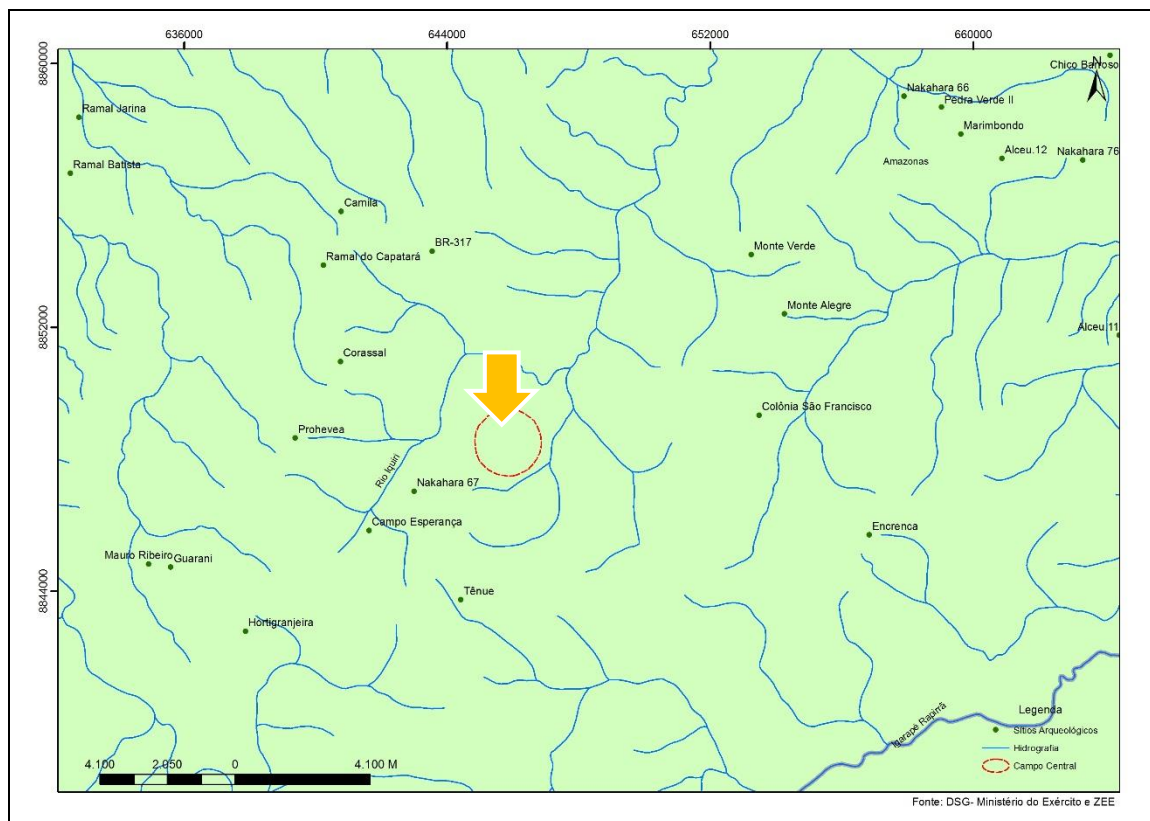 636000
644000
652000
660000
8860000
8852000
8844000
Chico Barroso
N
Ramal Jarina
Nakahara 66
Pedra Verde II
Marimbondo
Ramal Batista
Amazonas
Alceu.12
Nakahara 76
Camila
BR-317
Monte Verde
Ramal do Capatará
Monte Alegre
Alceu.11
Corassal
Colônia São Francisco
Prohevea
Rio Iquiri
Nakahara 67
Campo Esperança
Encrenca
Mauro Ribeiro
Guarani
Tênue
Hortigranjeira
Igarapé Rapirrã
Legenda
Sítios Arqueológicos
Hidrografia
Campo Central
4.100 2.050 0 4.100 M
Fonte: DSG- Ministério do Exército e ZEE